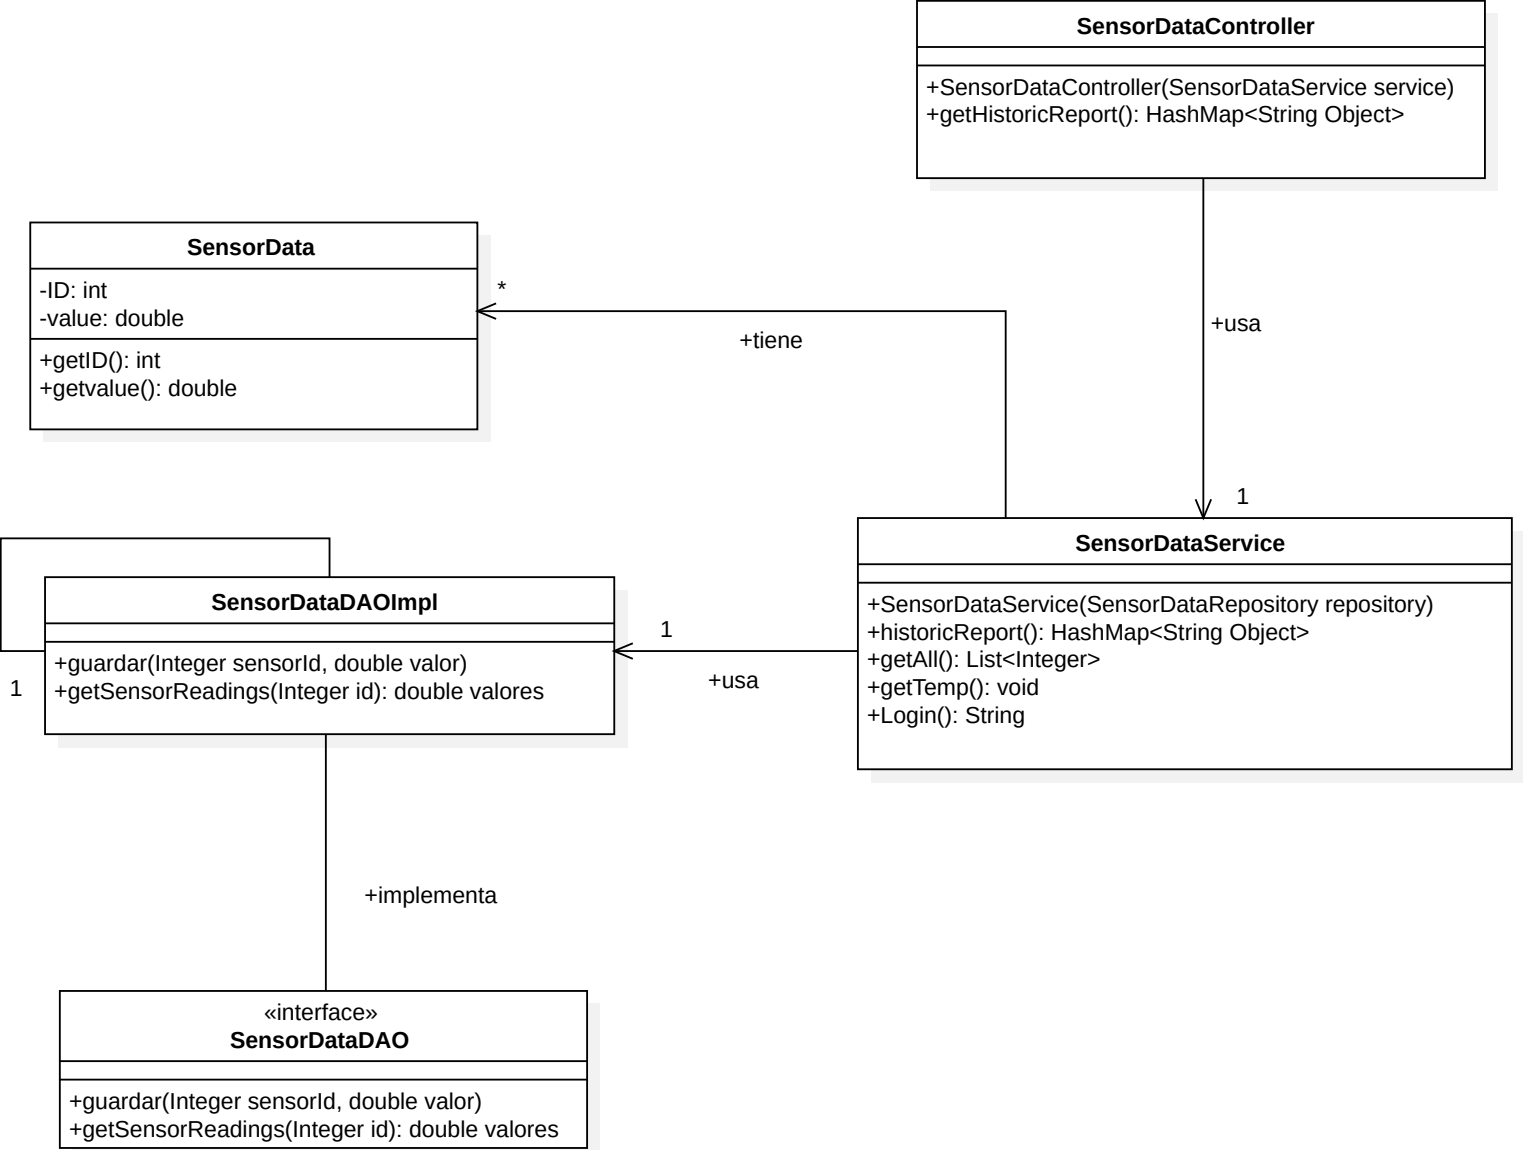 SensorDataController
+SensorDataController(SensorDataService service)
+getHistoricReport(): HashMap<String Object>
SensorData
-ID: int
-value: double
+getID(): int
+getvalue(): double
*
+tiene
+usa
1
SensorDataService
+SensorDataService(SensorDataRepository repository)
+historicReport(): HashMap<String Object>
+getAll(): List<Integer>
+getTemp(): void
+Login(): String
SensorDataDAOImpl
+guardar(Integer sensorId, double valor)
+getSensorReadings(Integer id): double valores
1
1
+usa
+implementa
«interface»
SensorDataDAO
+guardar(Integer sensorId, double valor)
+getSensorReadings(Integer id): double valores